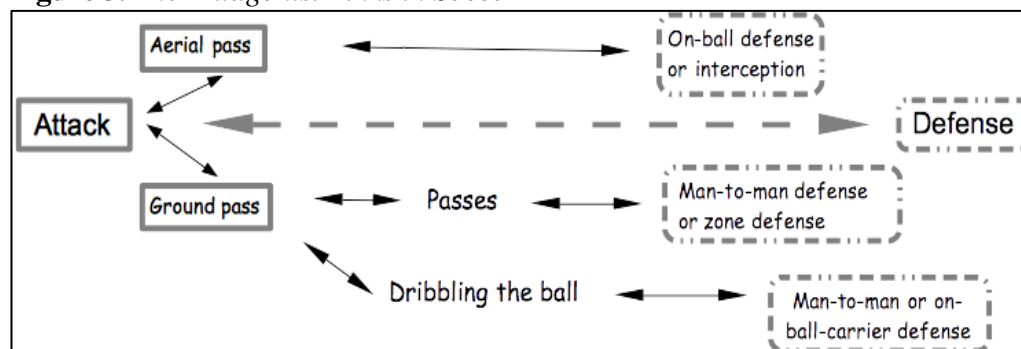 Aerial pass
On-ball defense
or interception
Attack
Defense
Ground pass
Passes
Man-to-man defense
or zone defense
Dribbling the ball
Man-to-man or on-
ball-carrier defense